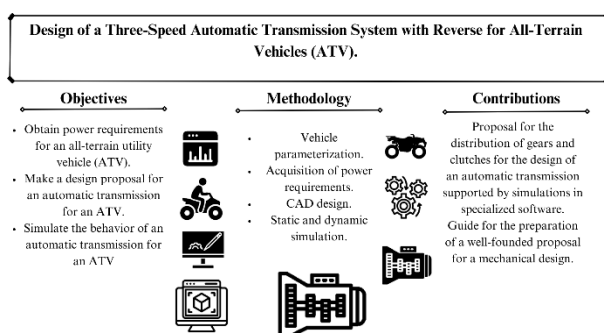 Design of a Three-Speed Automatic Transmission System with Reverse for All-Terrain
Vehicles (ATV).
Objectives
• Obtain power requirements
for an all-terrain utility
vehicle (ATV).
• Make a design proposal for
an automatic transmission
for an ATV.
• Simulate the behavior of an
automatic transmission for
an ATV
Methodology
• Vehicle
parameterization.
• Acquisition of power
requirements.
• CAD design.
• Static and dynamic
simulation.
Contributions
Proposal for the
distribution of gears and
clutches for the design of
an automatic transmission
supported by simulations in
specialized software.
Guide for the preparation
of a well-founded proposal
for a mechanical design.